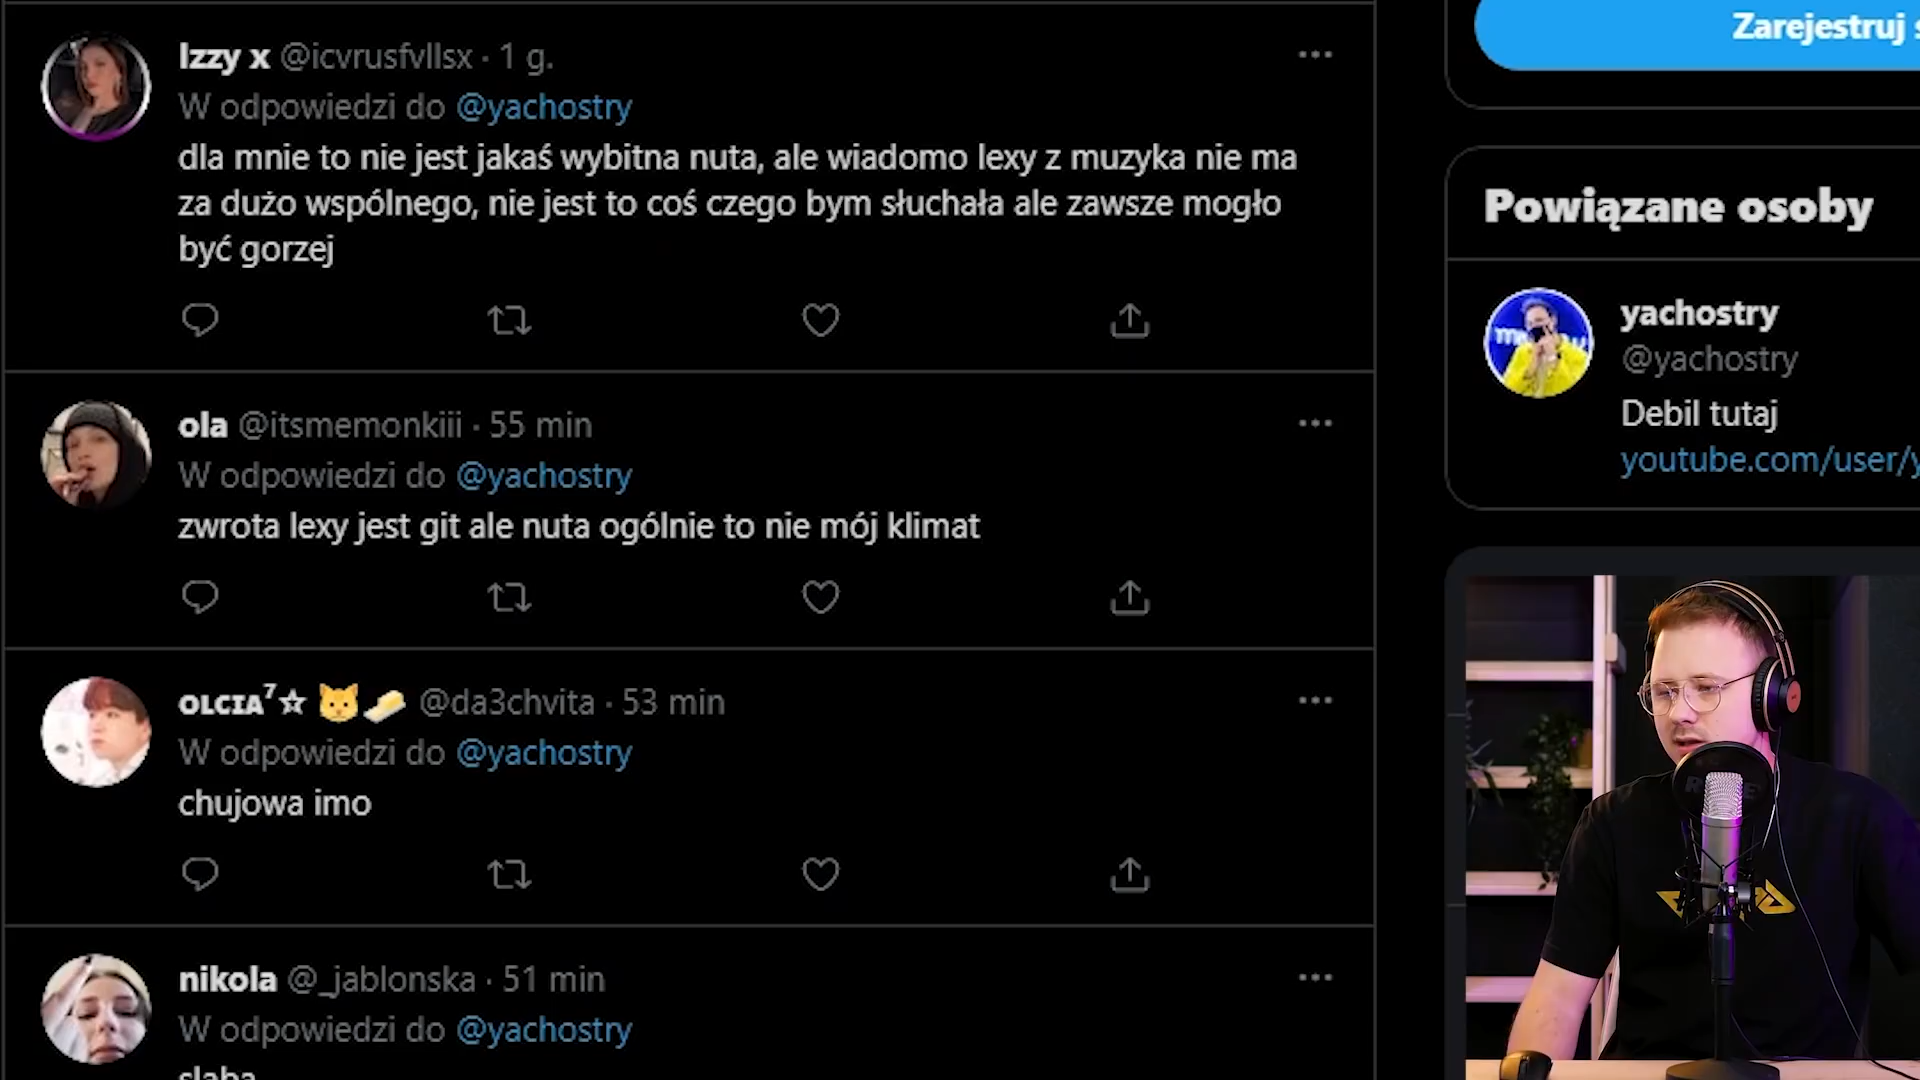 Izzy x @icvrusfvllsx · 1 g.
W odpowiedzi do @yachostry
dla mnie to nie jest jakaś wybitna nuta, ale wiadomo lexy z muzyka nie ma
za dużo wspólnego, nie jest to coś czego bym słuchała ale zawsze mogło
być gorzej
ola @itsmemonkiii · 55 min
W odpowiedzi do @yachostry
zwrota lexy jest git ale nuta ogólnie to nie mój klimat
ᴏʟᴄɪᴀ⁷☆ 🐱🧈 @da3chvita · 53 min
W odpowiedzi do @yachostry
chujowa imo
nikola @_jablonska · 51 min
W odpowiedzi do @yachostry
Zarejestruj
Powiązane osoby
yachostry
@yachostry
Debil tutaj
youtube.com/user/y